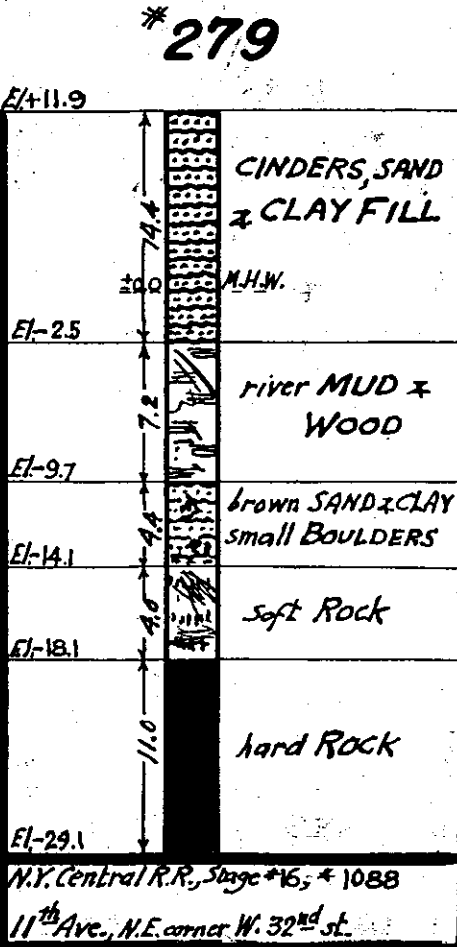 #279
El.+11.9
14.4
CINDERS, SAND
& CLAY FILL
±0.0
M.H.W.
El.-2.5
7.2
river MUD &
WOOD
El.-9.7
4.4
brown SAND & CLAY
small BOULDERS
El.-14.1
4.0
soft Rock
El.-18.1
11.0
hard Rock
El.-29.1
N.Y. Central R.R., Stage #16; #1088
11th Ave., N.E. corner W. 32nd st.